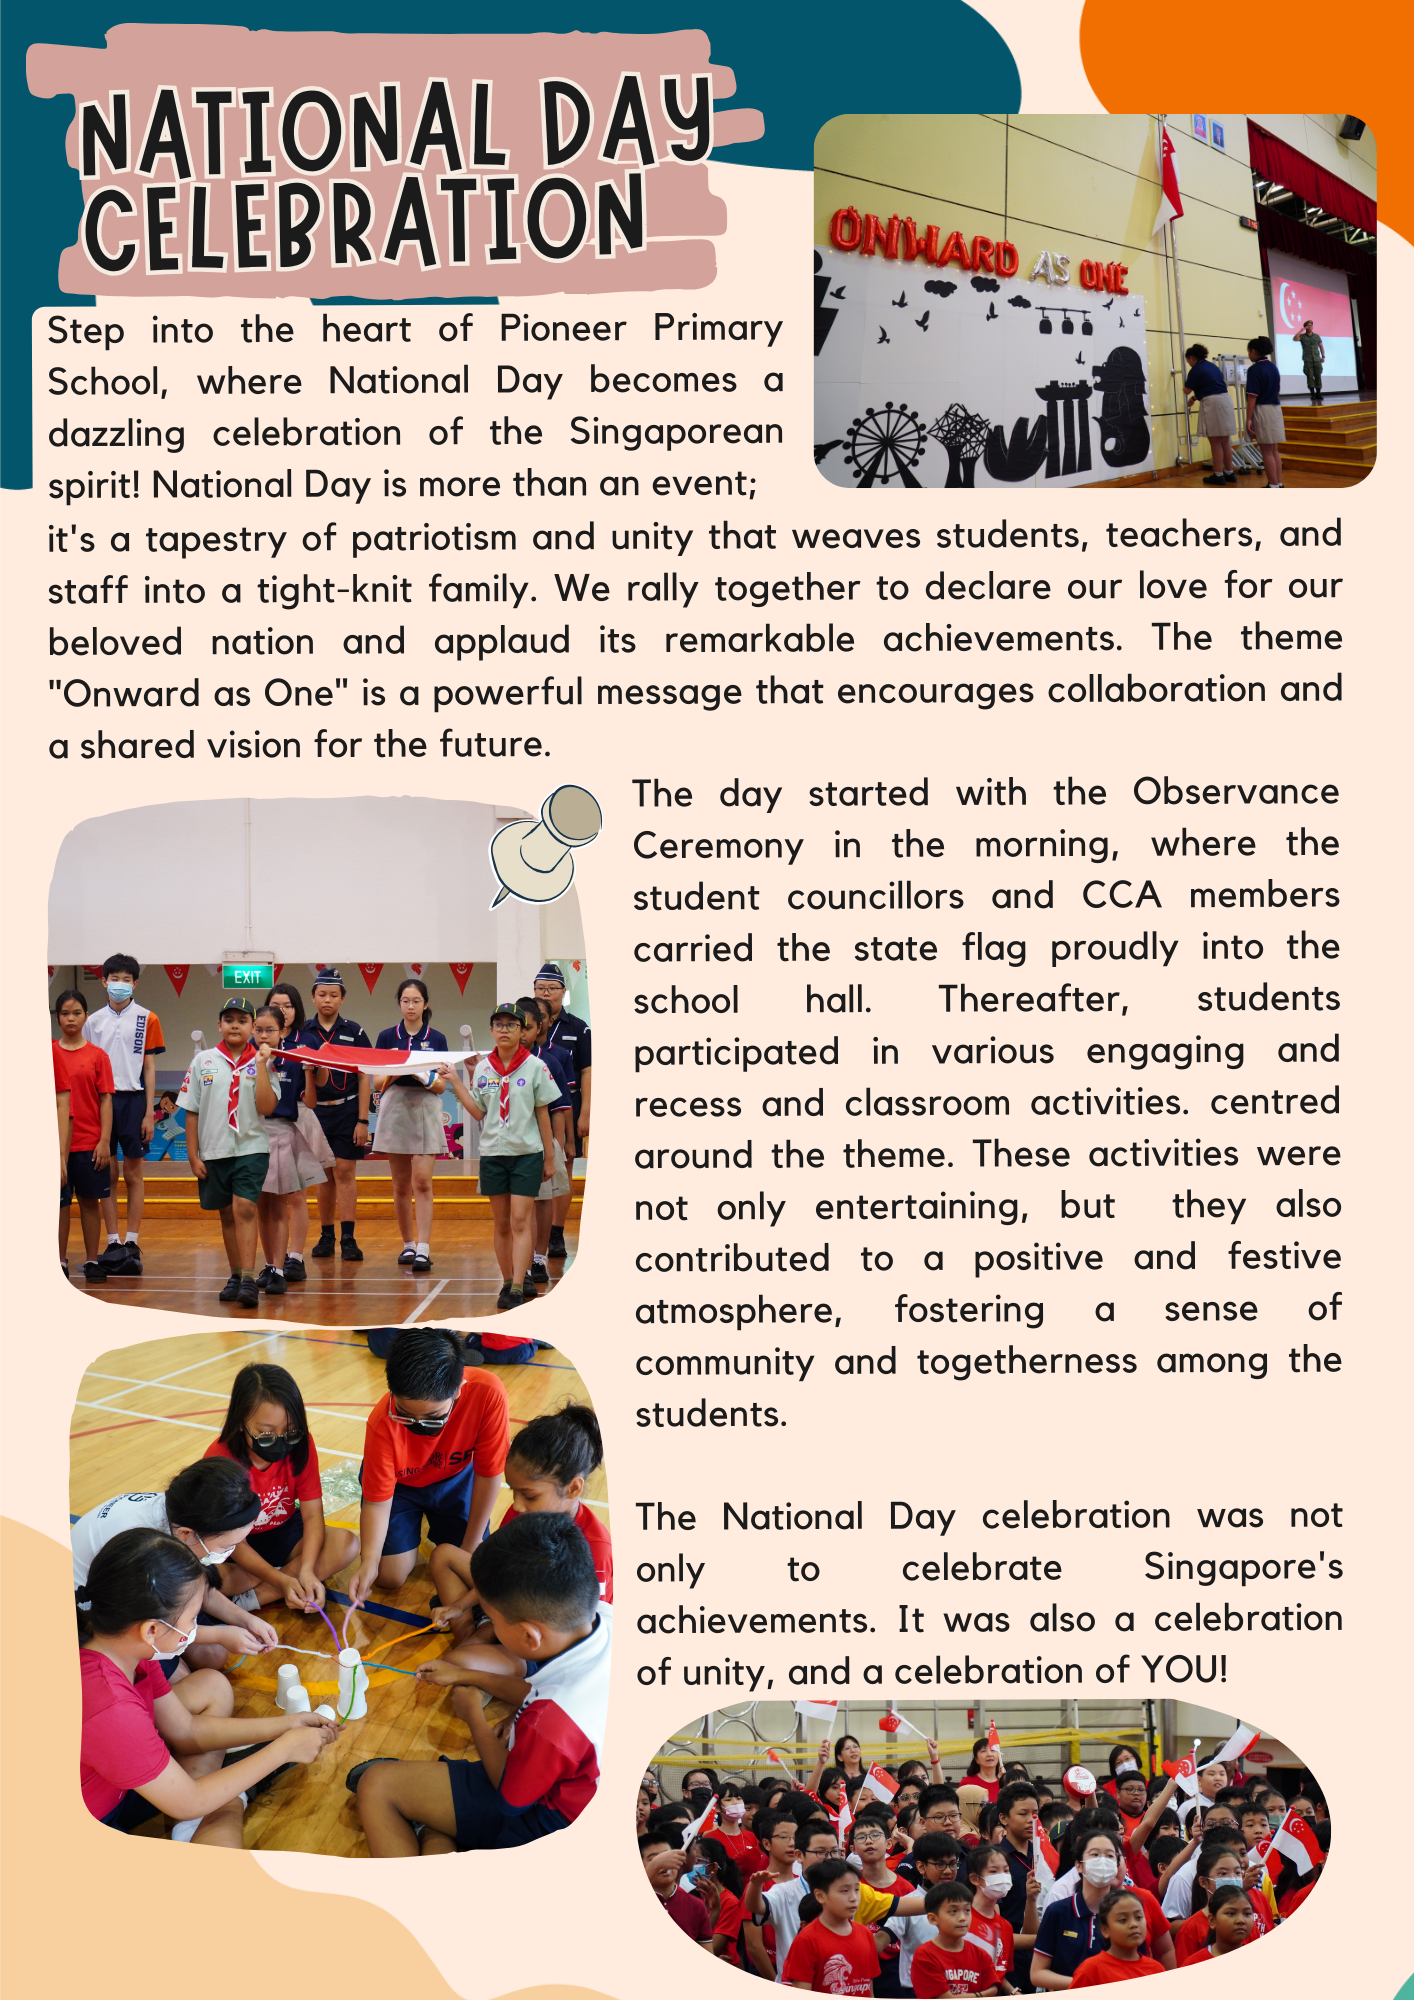 NATIONAL DAY
CELEBRATION
ONWARD AS ONE
Step into the heart of Pioneer Primary
School, where National Day becomes a
dazzling celebration of the Singaporean
spirit! National Day is more than an event;
it's a tapestry of patriotism and unity that weaves students, teachers, and
staff into a tight-knit family. We rally together to declare our love for our
beloved nation and applaud its remarkable achievements. The theme
"Onward as One" is a powerful message that encourages collaboration and
a shared vision for the future.
The day started with the Observance
Ceremony in the morning, where the
student councillors and CCA members
carried the state flag proudly into the
school hall. Thereafter, students
participated in various engaging and
recess and classroom activities. centred
around the theme. These activities were
not only entertaining, but they also
contributed to a positive and festive
atmosphere, fostering a sense of
community and togetherness among the
students.
EXIT
EDISON
The National Day celebration was not
only to celebrate Singapore's
achievements. It was also a celebration
of unity, and a celebration of YOU!